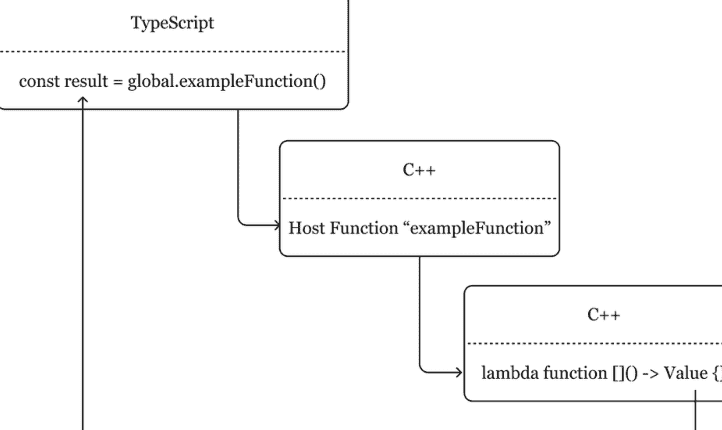 TypeScript
const result = global.exampleFunction()
C++
Host Function “exampleFunction”
C++
lambda function []() -> Value {}